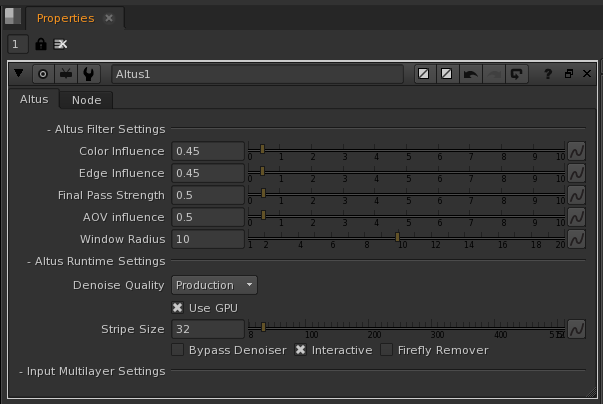 Properties
1
Altus1 ?
Altus Node
- Altus Filter Settings
Color Influence 0.45 0 1 2 3 4 5 6 7 8 9 10
Edge Influence 0.45 0 1 2 3 4 5 6 7 8 9 10
Final Pass Strength 0.5 0 1 2 3 4 5 6 7 8 9 10
AOV influence 0.5 0 1 2 3 4 5 6 7 8 9 10
Window Radius 10 1 2 4 6 8 10 12 14 16 18 20
- Altus Runtime Settings
Denoise Quality Production
Use GPU
Stripe Size 32 8 100 200 300 400 512
Bypass Denoiser Interactive Firefly Remover
- Input Multilayer Settings